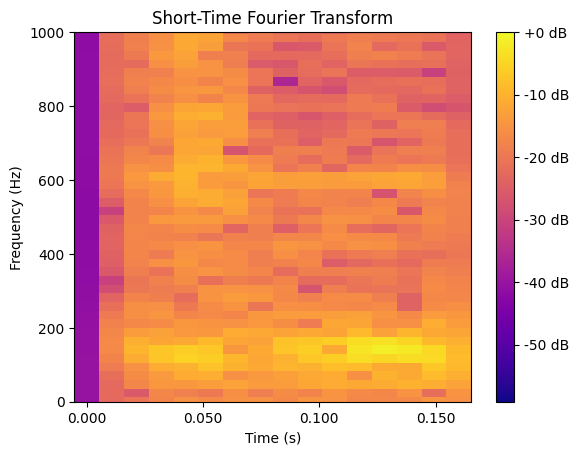 Short-Time Fourier Transform
1000
800
600
400
200
0
Frequency (Hz)
0.000
0.050
0.100
0.150
Time (s)
+0 dB
-10 dB
-20 dB
-30 dB
-40 dB
-50 dB